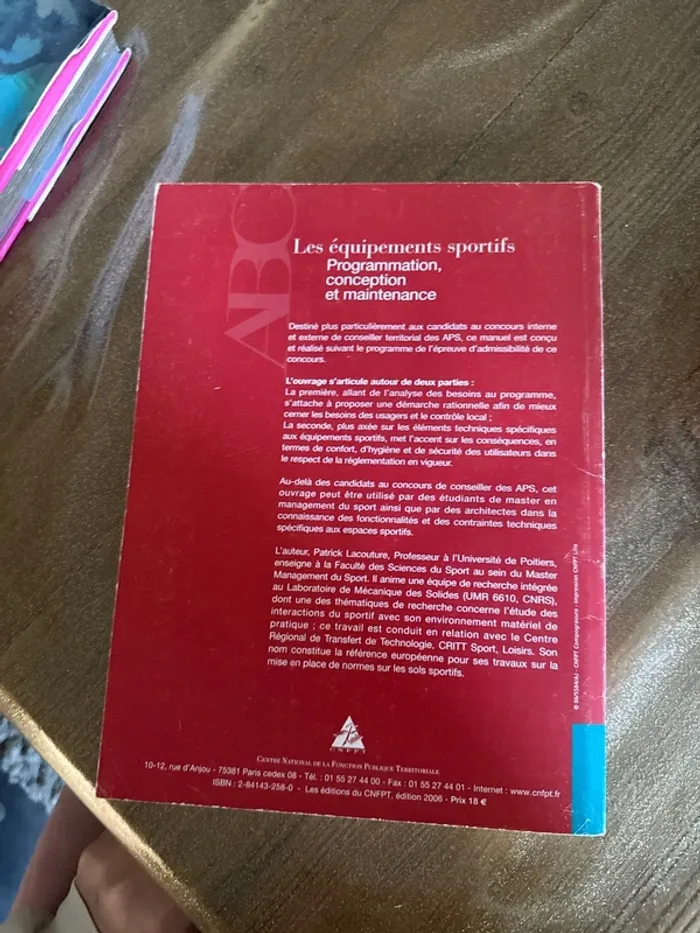 ABC
Les équipements sportifs
Programmation,
conception
et maintenance
Destiné plus particulièrement aux candidats au concours interne
et externe de conseiller territorial des APS, ce manuel est conçu
et réalisé suivant le programme de l'épreuve d'admissibilité de ce
concours.
L'ouvrage s'articule autour de deux parties :
La première, allant de l'analyse des besoins au programme,
s'attache à proposer une démarche rationnelle afin de mieux
cerner les besoins des usagers et le contrôle local ;
La seconde, plus axée sur les éléments techniques spécifiques
aux équipements sportifs, met l'accent sur les conséquences, en
termes de confort, d'hygiène et de sécurité des utilisateurs dans
le respect de la réglementation en vigueur.
Au-delà des candidats au concours de conseiller des APS, cet
ouvrage peut être utilisé par des étudiants de master en
management du sport ainsi que par des architectes dans la
connaissance des fonctionnalités et des contraintes techniques
spécifiques aux espaces sportifs.
L'auteur, Patrick Lacouture, Professeur à l'Université de Poitiers,
enseigne à la Faculté des Sciences du Sport au sein du Master
Management du Sport. Il anime une équipe de recherche intégrée
au Laboratoire de Mécanique des Solides (UMR 6610, CNRS),
dont une des thématiques de recherche concerne l'étude des
interactions du sportif avec son environnement matériel de
pratique ; ce travail est conduit en relation avec le Centre
Régional de Transfert de Technologie, CRITT Sport, Loisirs. Son
nom constitue la référence européenne pour ses travaux sur la
mise en place de normes sur les sols sportifs.
CNFPT
CENTRE NATIONAL DE LA FONCTION PUBLIQUE TERRITORIALE
10-12, rue d'Anjou - 75381 Paris cedex 08 - Tél. : 01 55 27 44 00 - Fax : 01 55 27 44 01 - Internet : www.cnfpt.fr
ISBN : 2-84143-258-0 - Les éditions du CNFPT, édition 2006 - Prix 18 €
© 06/5584/AJ - CNFPT Composgravure - Impression CNFPT Lille